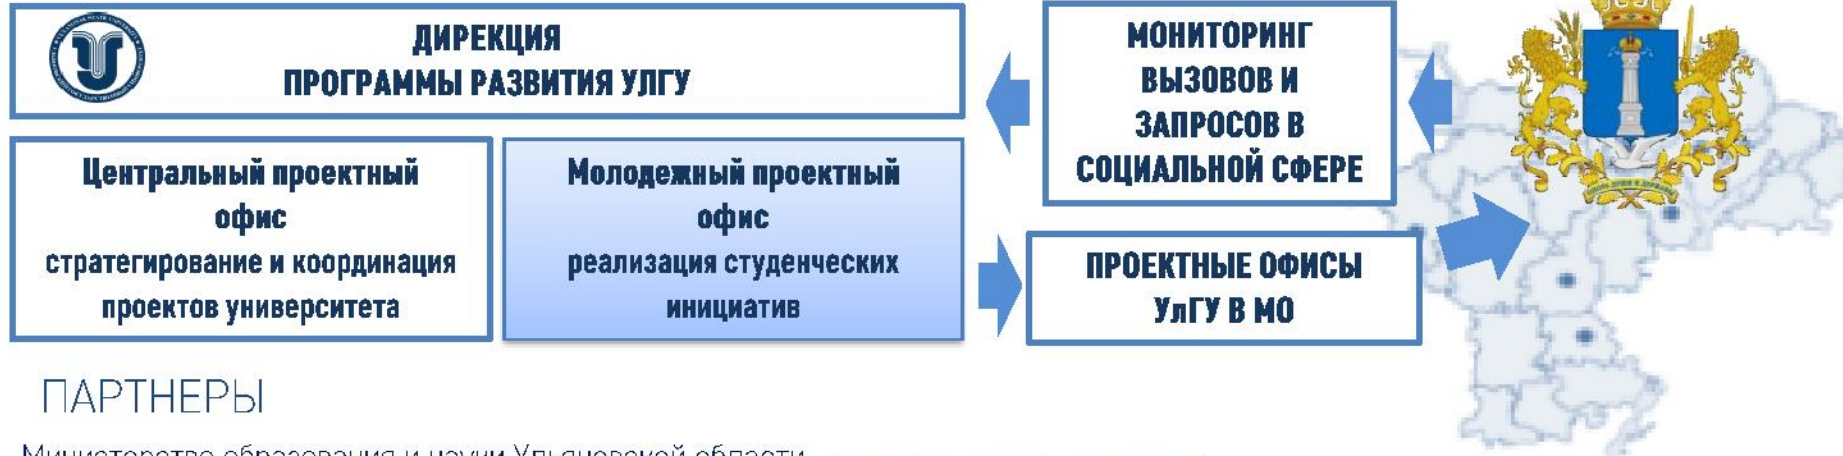 ДИРЕКЦИЯ
ПРОГРАММЫ РАЗВИТИЯ УЛГУ
Центральный проектный
офис
стратегирование и координация
проектов университета
Молодежный проектный
офис
реализация студенческих
инициатив
МОНИТОРИНГ
ВЫЗОВОВ И
ЗАПРОСОВ В
СОЦИАЛЬНОЙ СФЕРЕ
ПРОЕКТНЫЕ ОФИСЫ
УлГУ В МО
ПАРТНЕРЫ
Министерство образования и науки Ульяновской области